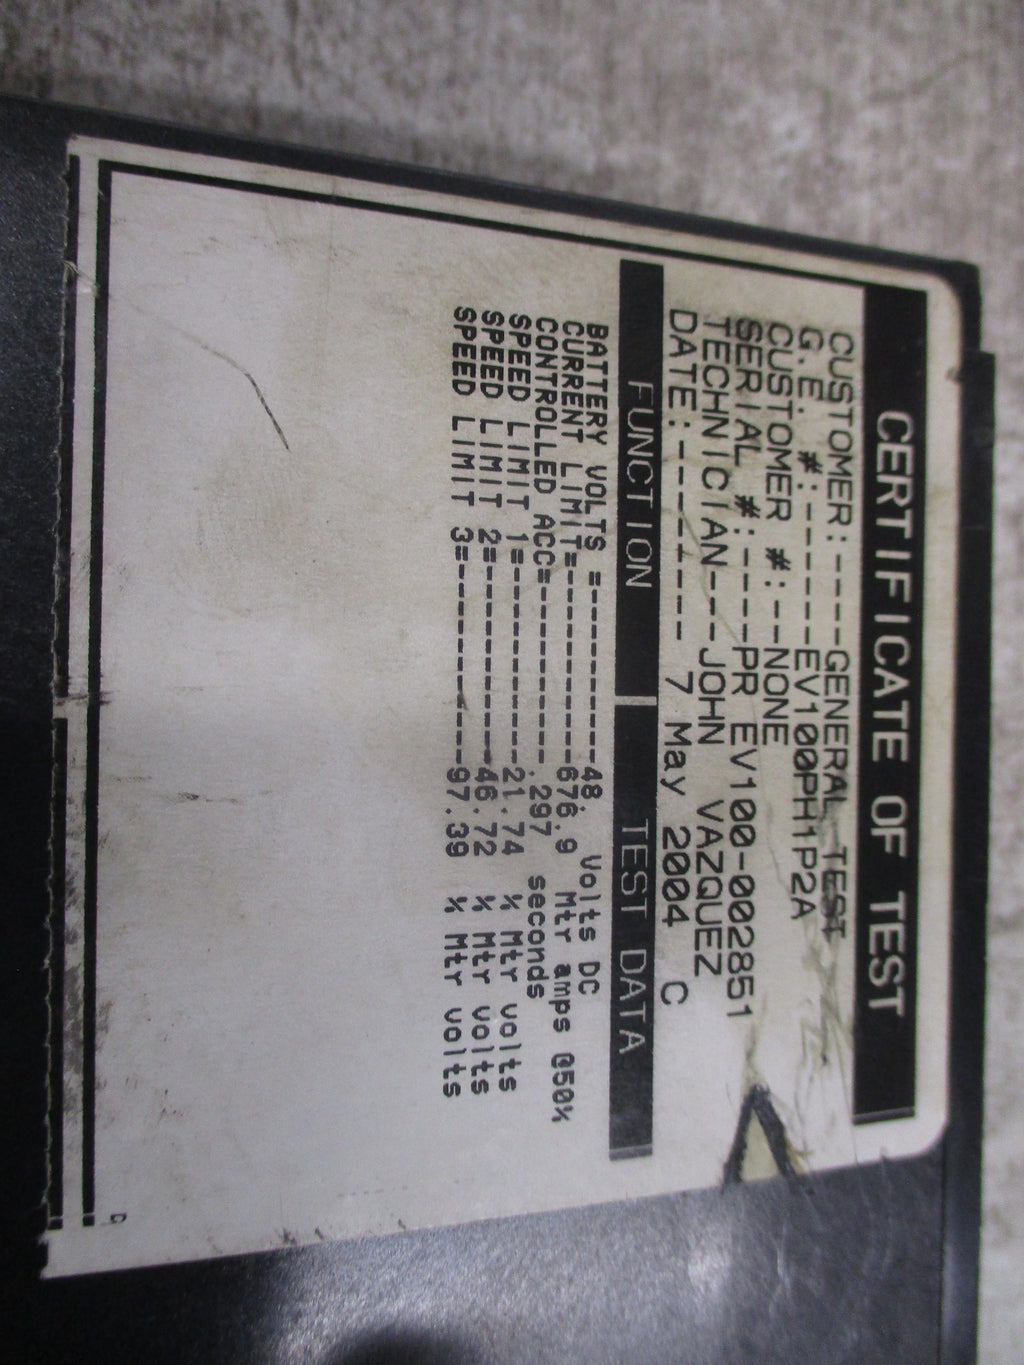 CERTIFICATE OF TEST
CUSTOMER:----GENERAL TEST
G.E. #:------EV100PH1P2A
CUSTOMER #:--NONE
SERIAL #:----PR EV100-002851
TECHNICIAN--JOHN VAZQUEZ
DATE:------- 7 May 2004 C
FUNCTION TEST DATA
BATTERY VOLTS =---------48. Volts DC
CURRENT LIMIT=----------676.9 Mtr amps @50%
CONTROLLED ACC=---------.297 seconds
SPEED LIMIT 1=----------21.74 % Mtr volts
SPEED LIMIT 2=----------46.72 % Mtr volts
SPEED LIMIT 3=----------97.39 % Mtr volts